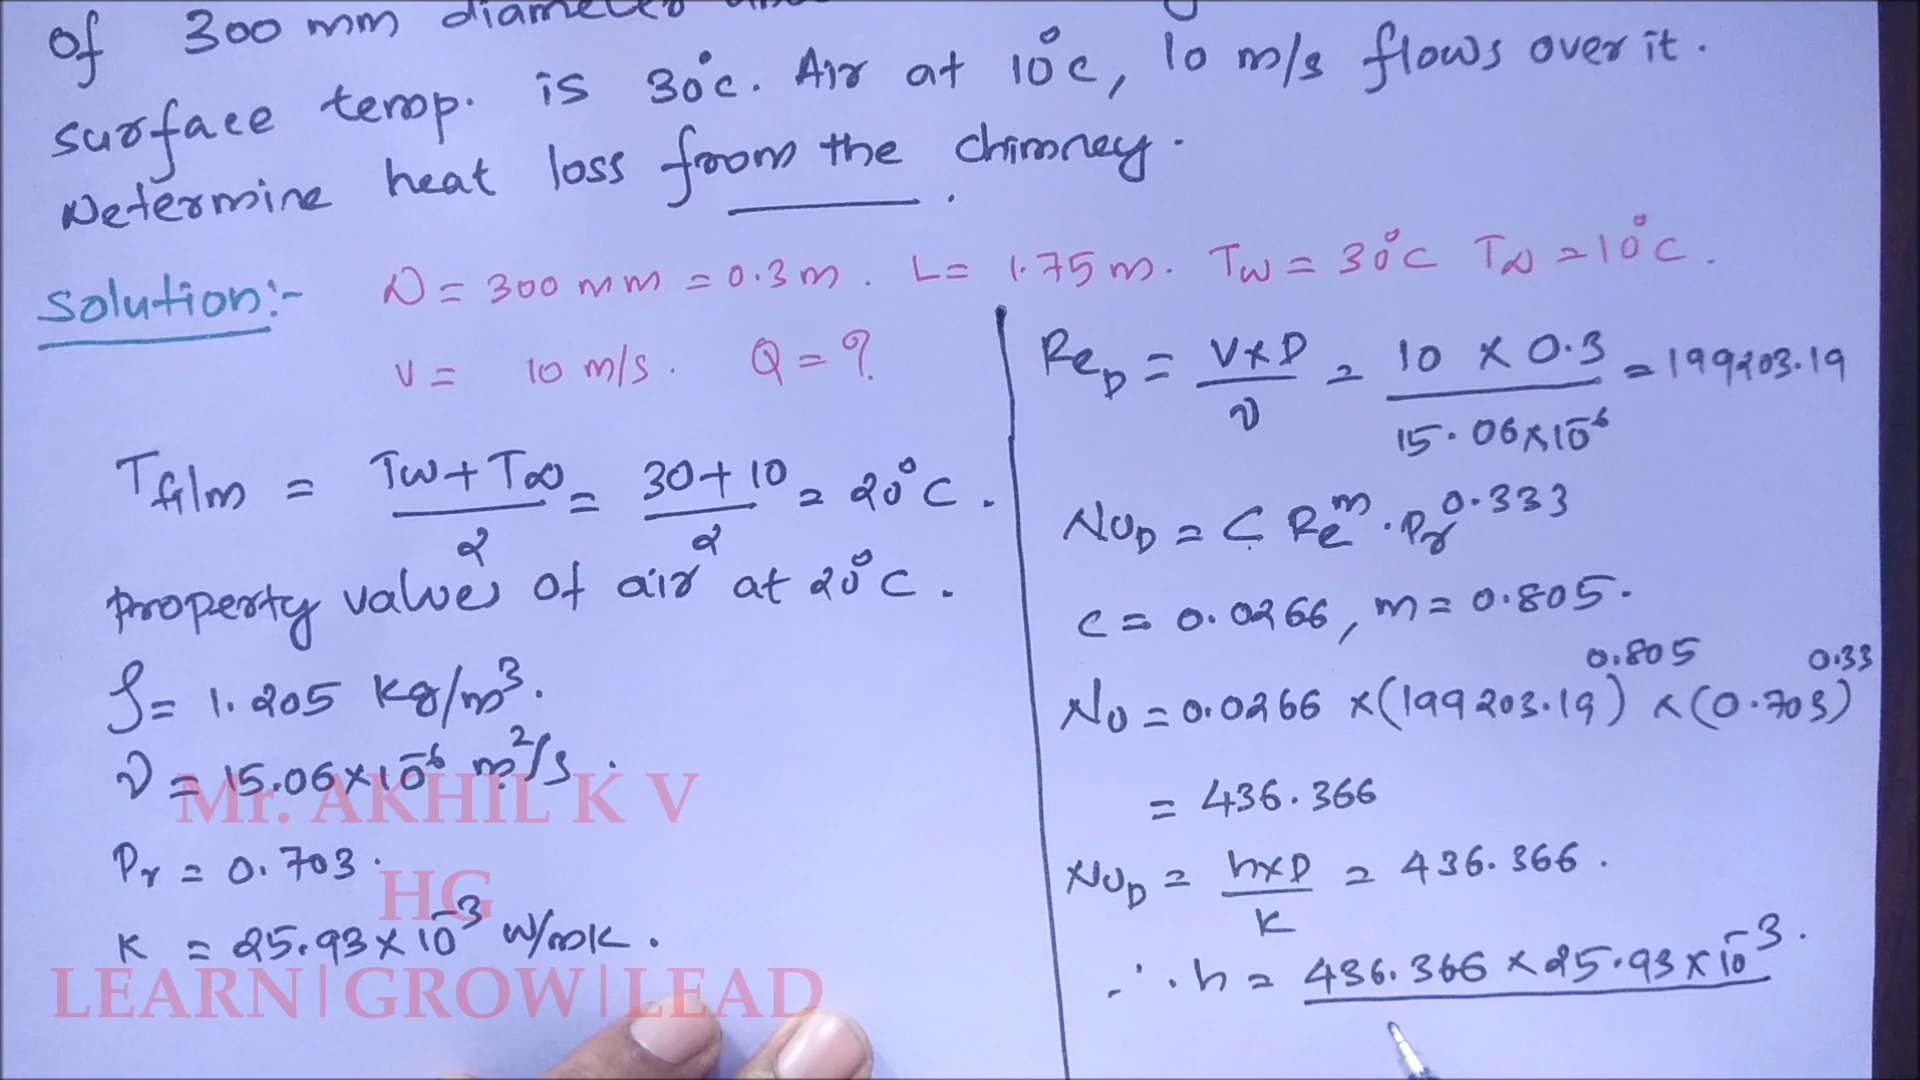 of 300 mm diameter
surface temp. is 30°C. Air at 10°C, 10 m/s flows over it.
Determine heat loss from the chimney.
Solution:-
D = 300 mm = 0.3 m. L = 1.75 m. Tw = 30°C T∞ = 10°C.
V = 10 m/s. Q = ?
Tfilm = (Tw + T∞)/2 = (30 + 10)/2 = 20°C.
Property values of air at 20°C.
ρ = 1.205 kg/m³.
ν = 15.06 × 10⁻⁶ m²/s.
Pr = 0.703.
K = 25.93 × 10⁻³ W/mK.
Re_D = (V × D)/ν = (10 × 0.3)/(15.06 × 10⁻⁶) = 199203.19
Nu_D = C Re^m . Pr^0.333
C = 0.0266, m = 0.805.
Nu = 0.0266 × (199203.19)^0.805 × (0.703)^0.33
= 436.366
Nu_D = (h × D)/K = 436.366.
∴ h = 436.366 × 25.93 × 10⁻³.
Mr. AKHIL K V
HG
LEARN|GROW|LEAD